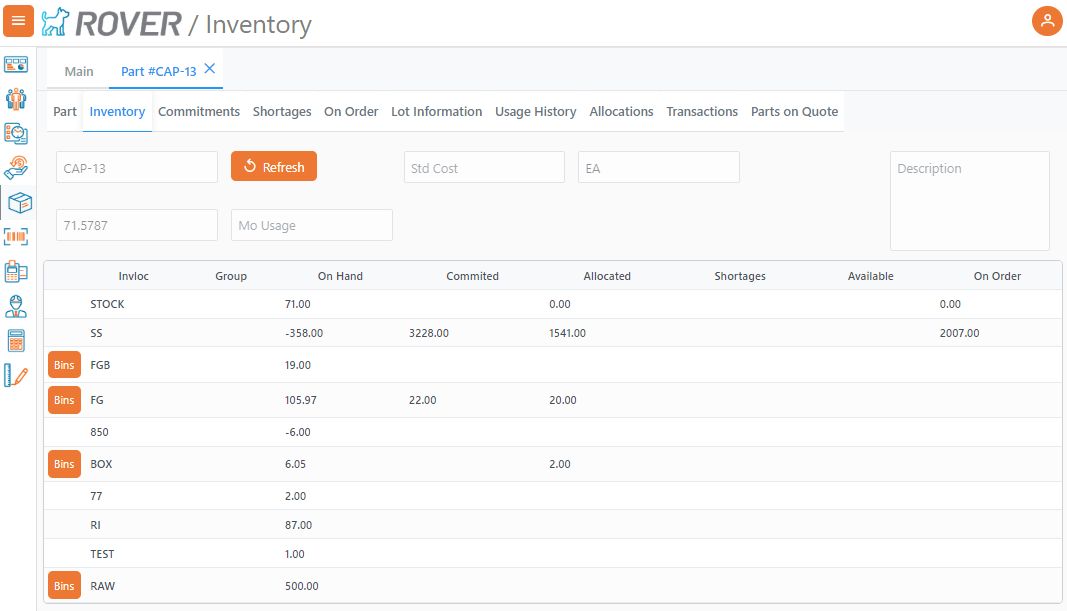 ROVER / Inventory
Main Part #CAP-13
Part Inventory Commitments Shortages On Order Lot Information Usage History Allocations Transactions Parts on Quote
CAP-13 Refresh Std Cost EA Description
71.5787 Mo Usage
Invloc Group On Hand Commited Allocated Shortages Available On Order
STOCK 71.00 0.00 0.00
SS -358.00 3228.00 1541.00 2007.00
Bins FGB 19.00
Bins FG 105.97 22.00 20.00
850 -6.00
Bins BOX 6.05 2.00
77 2.00
RI 87.00
TEST 1.00
Bins RAW 500.00